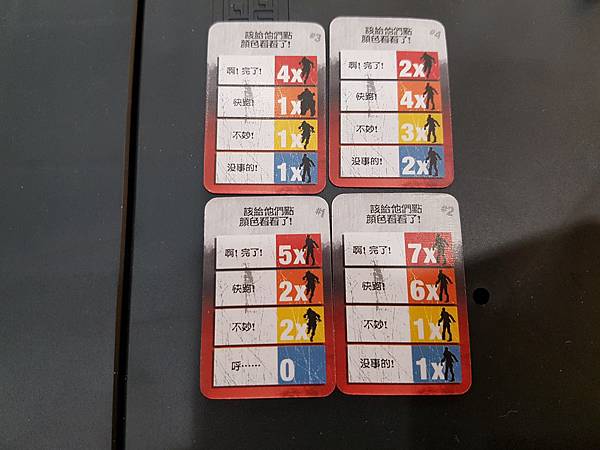 該給他們點
顏色看看了!
#3
啊! 完了! 4x
快跑! 1x
不妙! 1x
沒事的! 1x
該給他們點
顏色看看了!
#4
啊! 完了! 2x
快跑! 4x
不妙! 3x
沒事的! 2x
該給他們點
顏色看看了!
#1
啊! 完了! 5x
快跑! 2x
不妙! 2x
呼⋯⋯ 0
該給他們點
顏色看看了!
#2
啊! 完了! 7x
快跑! 6x
不妙! 1x
沒事的! 1x